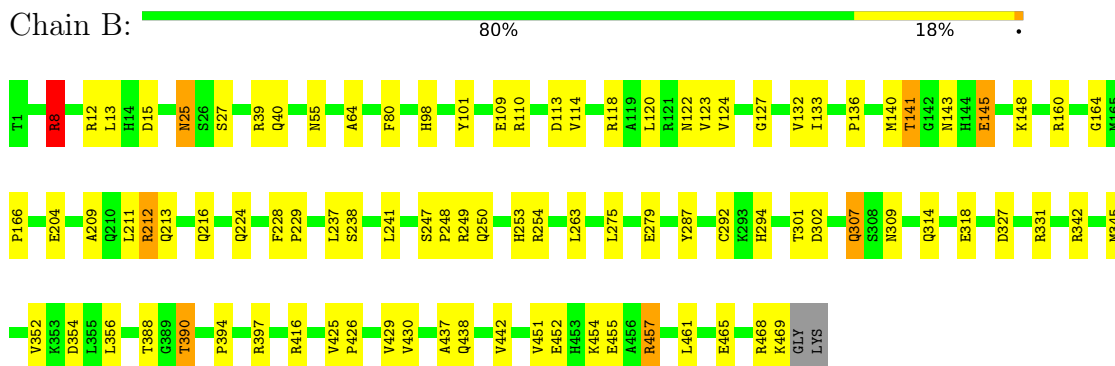 Chain B:
80% 18% •
T1 R8 R12 L13 H14 D15 N25 S26 S27 R39 Q40 N55 A64 F80 H98 Y101 E109 R110 D113 V114 R118 A119 L120 R121 N122 V123 V124 G127 V132 I133 P136 M140 T141 G142 N143 H144 E145 K148 R160 G164 M165
P166 E204 A209 Q210 L211 R212 Q213 Q216 Q224 F228 P229 L237 S238 L241 S247 P248 R249 Q250 H253 R254 L263 L275 E279 Y287 C292 K293 H294 T301 D302 Q307 S308 N309 Q314 E318 D327 R331 R342 M345
V352 K353 D354 L355 L356 T388 G389 T390 P394 R397 R416 V425 P426 V429 V430 A437 Q438 V442 V451 E452 H453 K454 E455 A456 R457 L461 E465 R468 K469 GLY LYS